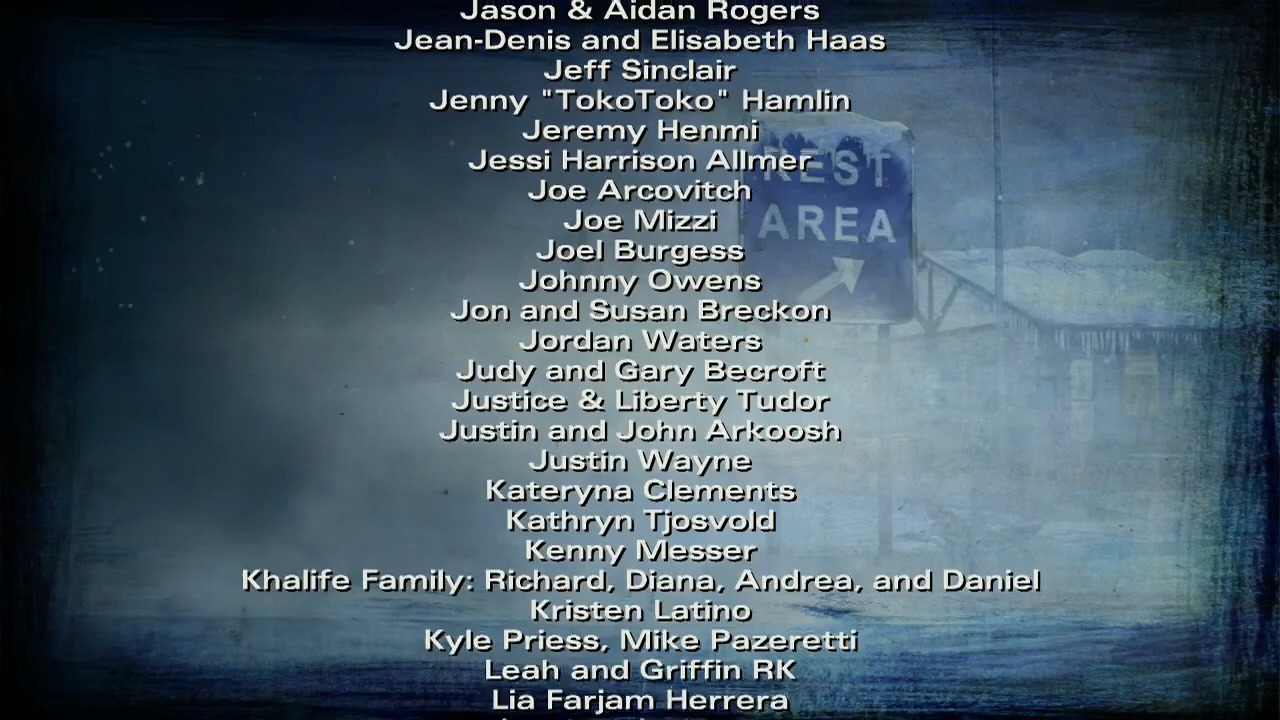 Jason & Aidan Rogers
Jean-Denis and Elisabeth Haas
Jeff Sinclair
Jenny "TokoToko" Hamlin
Jeremy Henmi
Jessi Harrison Allmer
Joe Arcovitch
Joe Mizzi
Joel Burgess
Johnny Owens
Jon and Susan Breckon
Jordan Waters
Judy and Gary Becroft
Justice & Liberty Tudor
Justin and John Arkoosh
Justin Wayne
Kateryna Clements
Kathryn Tjosvold
Kenny Messer
Khalife Family: Richard, Diana, Andrea, and Daniel
Kristen Latino
Kyle Priess, Mike Pazeretti
Leah and Griffin RK
Lia Farjam Herrera
REST
AREA